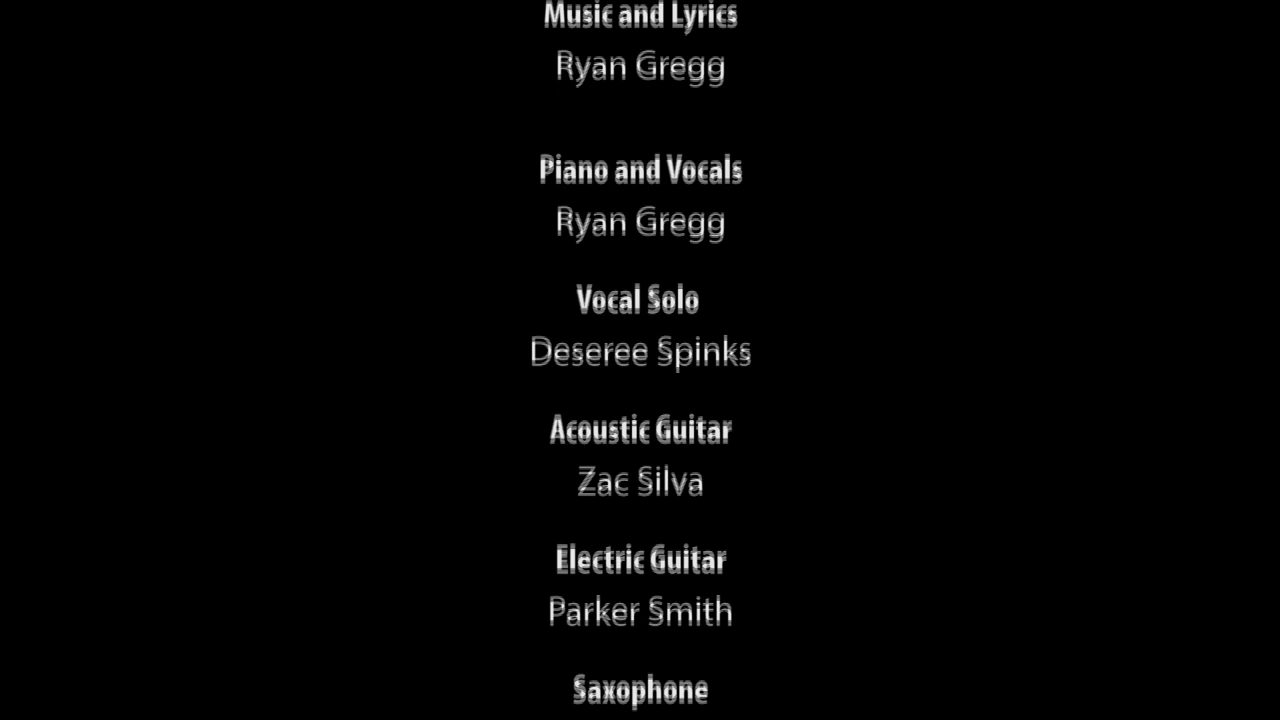 Music and Lyrics
Ryan Gregg
Piano and Vocals
Ryan Gregg
Vocal Solo
Deseree Spinks
Acoustic Guitar
Zac Silva
Electric Guitar
Parker Smith
Saxophone